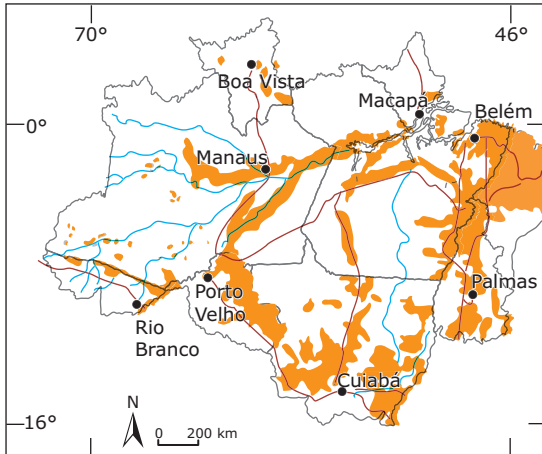 70°
46°
Boa Vista
Macapá
Belém
0°
Manaus
Porto
Velho
Palmas
Rio
Branco
Cuiabá
N
0 200 km
16°